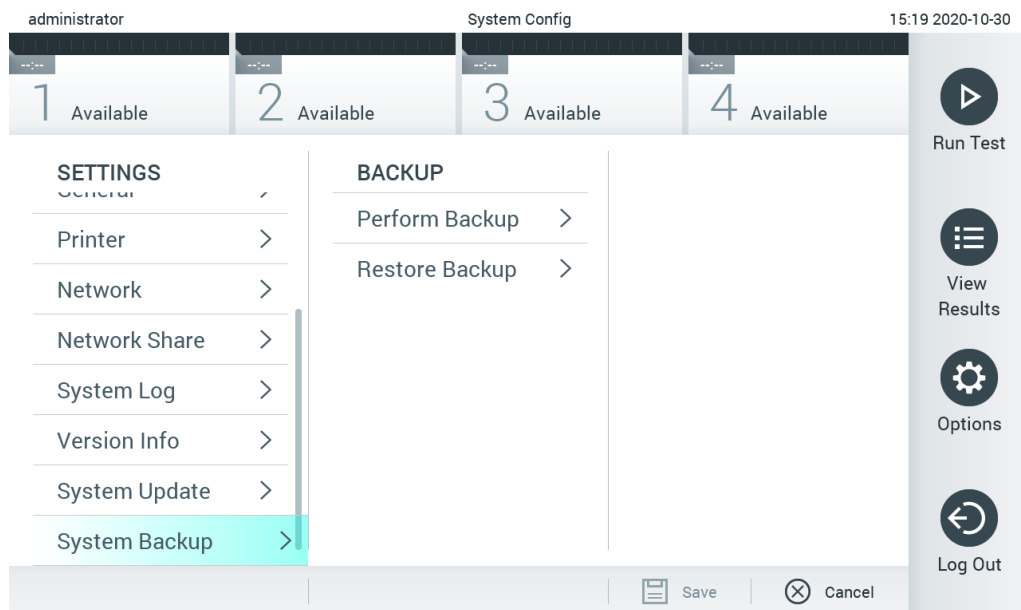 administrator
System Config
15:19 2020-10-30
--:--
--:--
--:--
--:--
1 Available
2 Available
3 Available
4 Available
Run Test
View
Results
Options
Log Out
SETTINGS
General
Printer
Network
Network Share
System Log
Version Info
System Update
System Backup
BACKUP
Perform Backup
Restore Backup
Save
Cancel